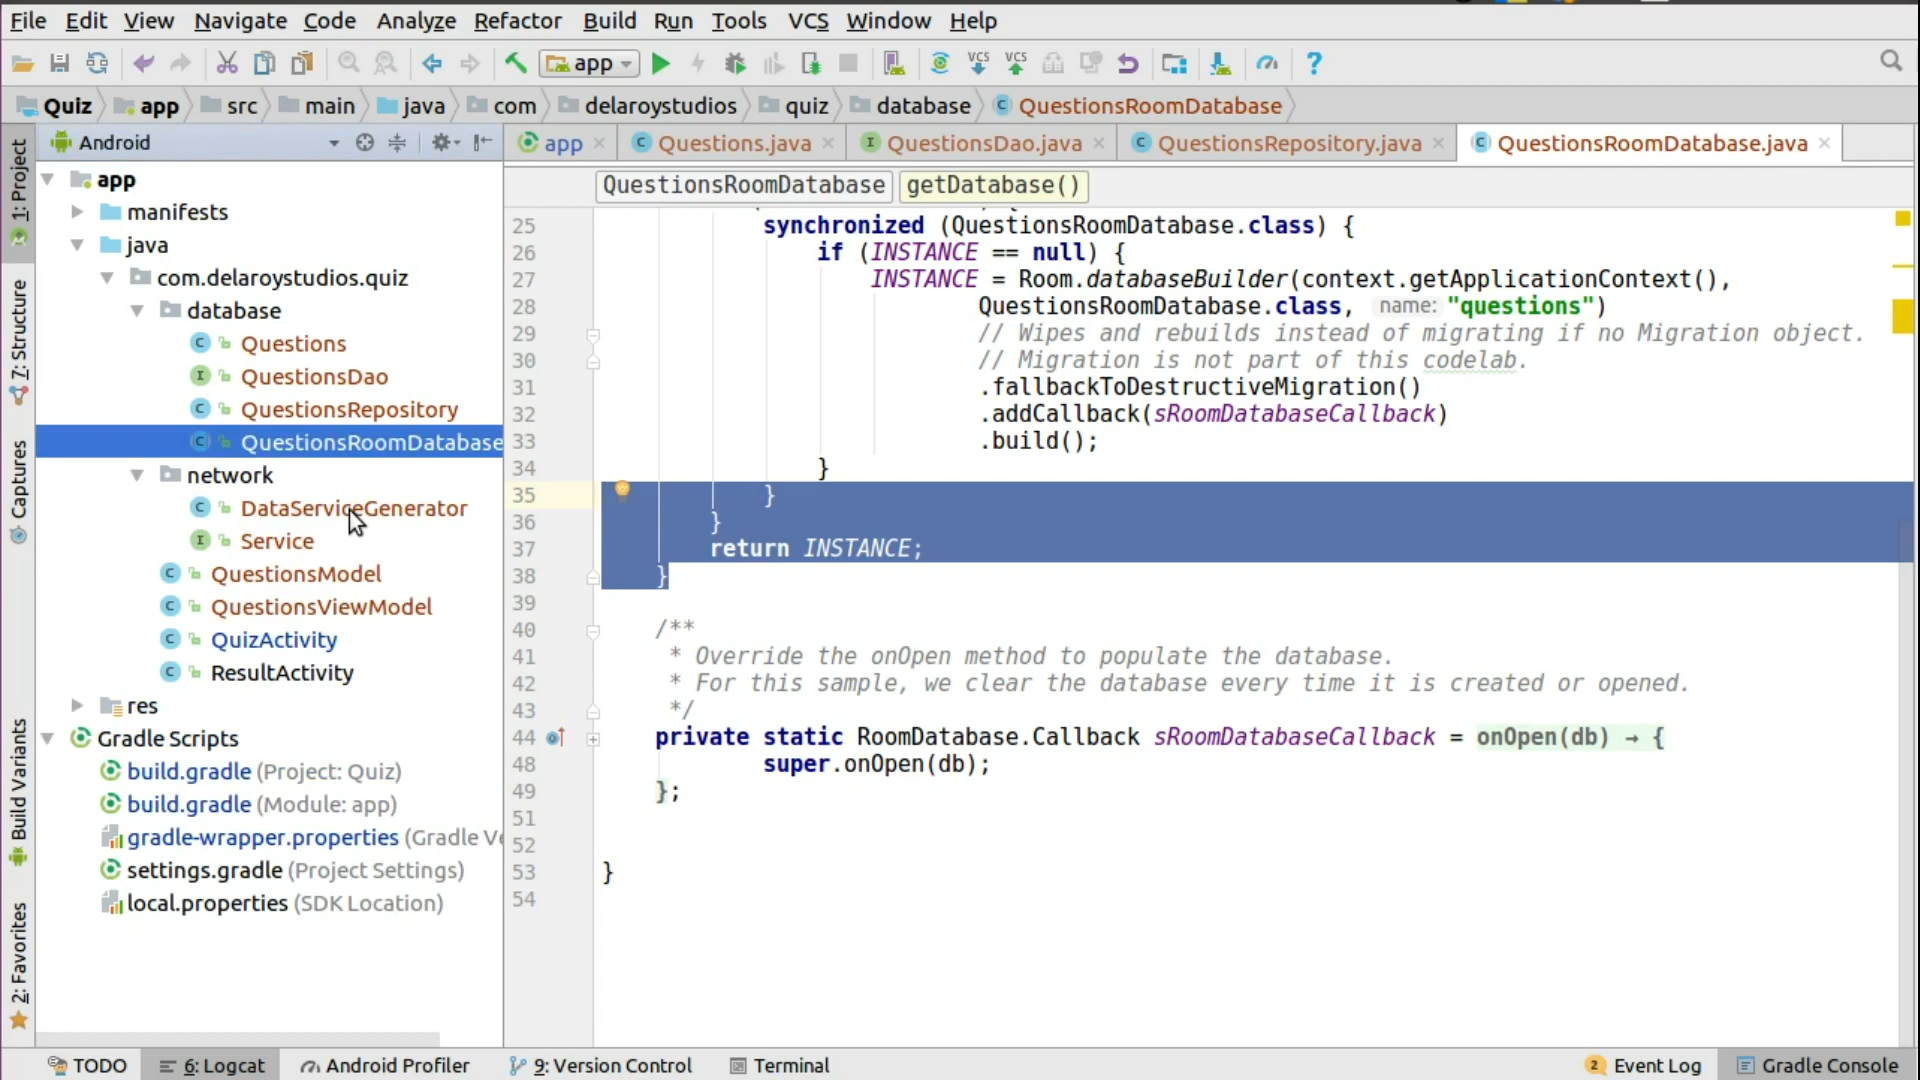 File Edit View Navigate Code Analyze Refactor Build Run Tools VCS Window Help
app
VCS VCS
Quiz app src main java com delaroystudios quiz database QuestionsRoomDatabase
Android
app Questions.java QuestionsDao.java QuestionsRepository.java QuestionsRoomDatabase.java
QuestionsRoomDatabase getDatabase()
1: Project
7: Structure
Captures
Build Variants
2: Favorites
app
manifests
java
com.delaroystudios.quiz
database
Questions
QuestionsDao
QuestionsRepository
QuestionsRoomDatabase
network
DataServiceGenerator
Service
QuestionsModel
QuestionsViewModel
QuizActivity
ResultActivity
res
Gradle Scripts
build.gradle (Project: Quiz)
build.gradle (Module: app)
gradle-wrapper.properties (Gradle Ve
settings.gradle (Project Settings)
local.properties (SDK Location)
25 synchronized (QuestionsRoomDatabase.class) {
26 if (INSTANCE == null) {
27 INSTANCE = Room.databaseBuilder(context.getApplicationContext(),
28 QuestionsRoomDatabase.class, name: "questions")
29 // Wipes and rebuilds instead of migrating if no Migration object.
30 // Migration is not part of this codelab.
31 .fallbackToDestructiveMigration()
32 .addCallback(sRoomDatabaseCallback)
33 .build();
34 }
35 }
36 }
37 return INSTANCE;
38 }
39
40 /**
41 * Override the onOpen method to populate the database.
42 * For this sample, we clear the database every time it is created or opened.
43 */
44 private static RoomDatabase.Callback sRoomDatabaseCallback = onOpen(db) → {
48 super.onOpen(db);
49 };
51
52
53 }
54
TODO 6: Logcat Android Profiler 9: Version Control Terminal 2 Event Log Gradle Console